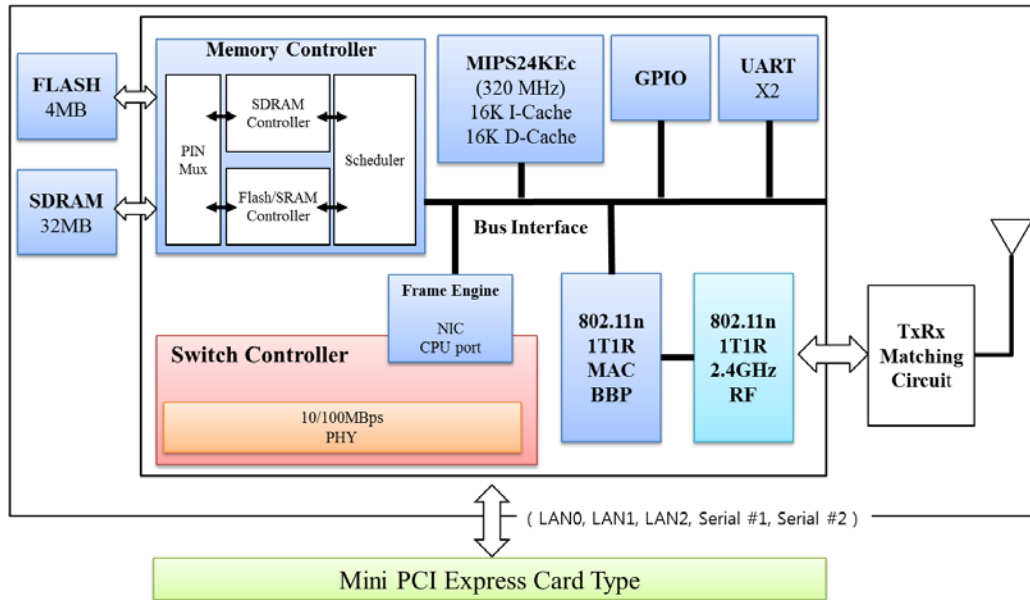 Memory Controller
FLASH
4MB
SDRAM
32MB
PIN
Mux
SDRAM
Controller
Flash/SRAM
Controller
Scheduler
MIPS24KEc
(320 MHz)
16K I-Cache
16K D-Cache
GPIO
UART
X2
Bus Interface
Frame Engine
NIC
CPU port
Switch Controller
10/100MBps
PHY
802.11n
1T1R
MAC
BBP
802.11n
1T1R
2.4GHz
RF
TxRx
Matching
Circuit
( LAN0, LAN1, LAN2, Serial #1, Serial #2 )
Mini PCI Express Card Type